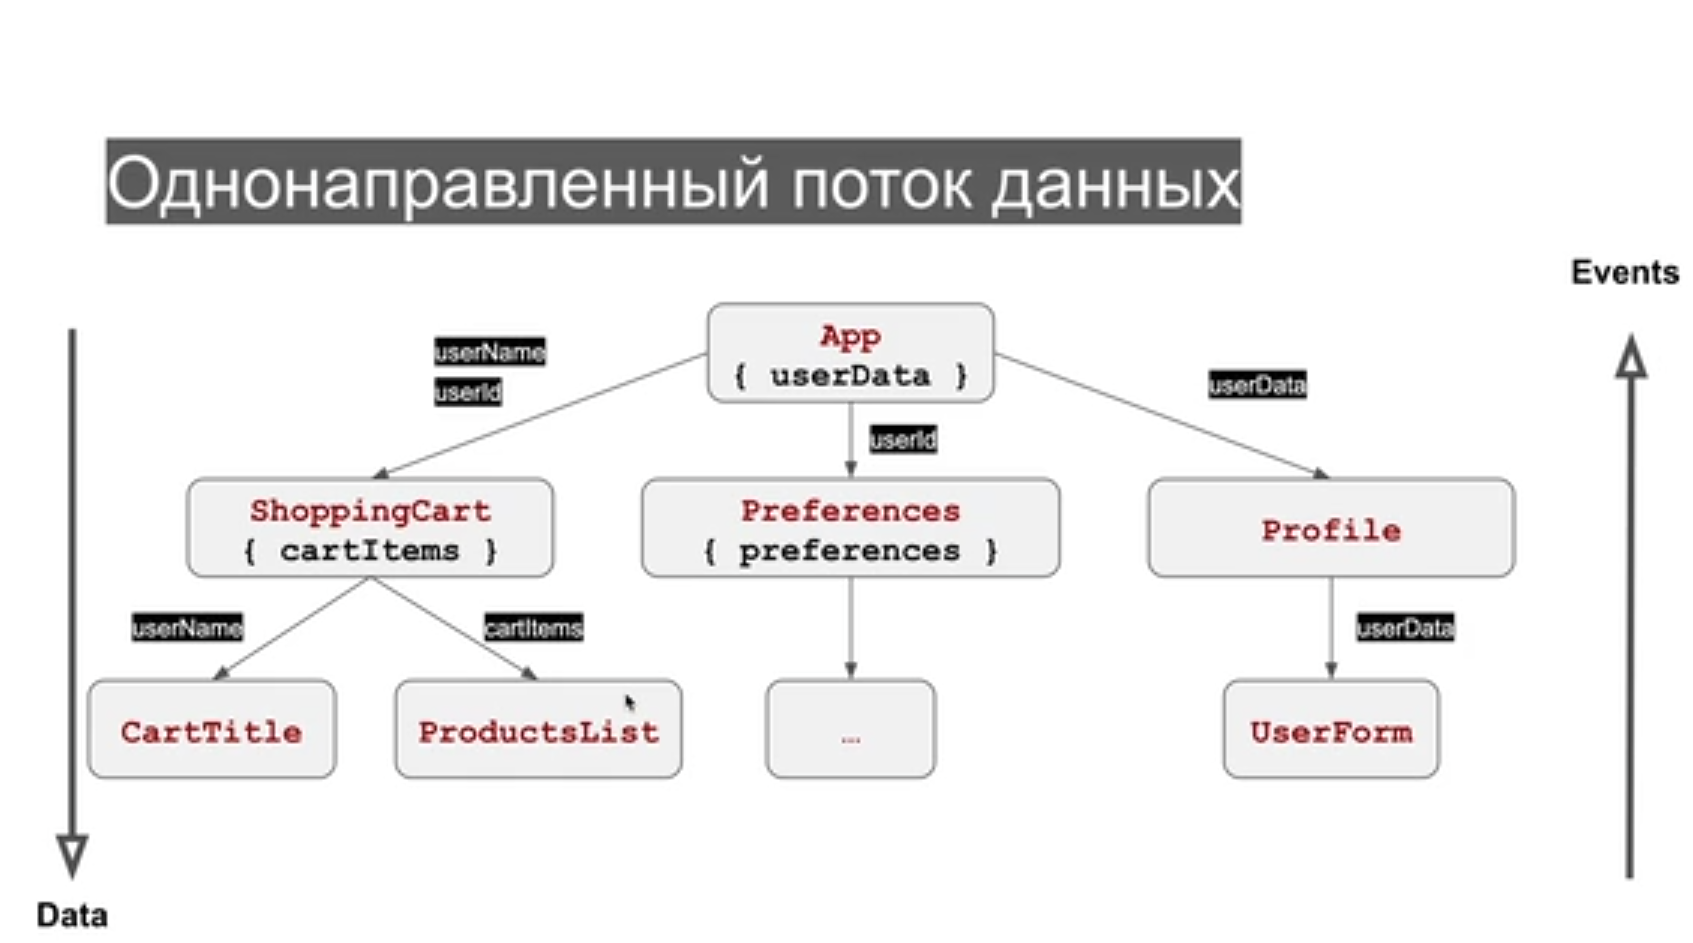 Однонаправленный поток данных
Events
App
{ userData }
userName
userId
userId
userData
ShoppingCart
{ cartItems }
Preferences
{ preferences }
Profile
userName
cartItems
userData
CartTitle
ProductsList
...
UserForm
Data